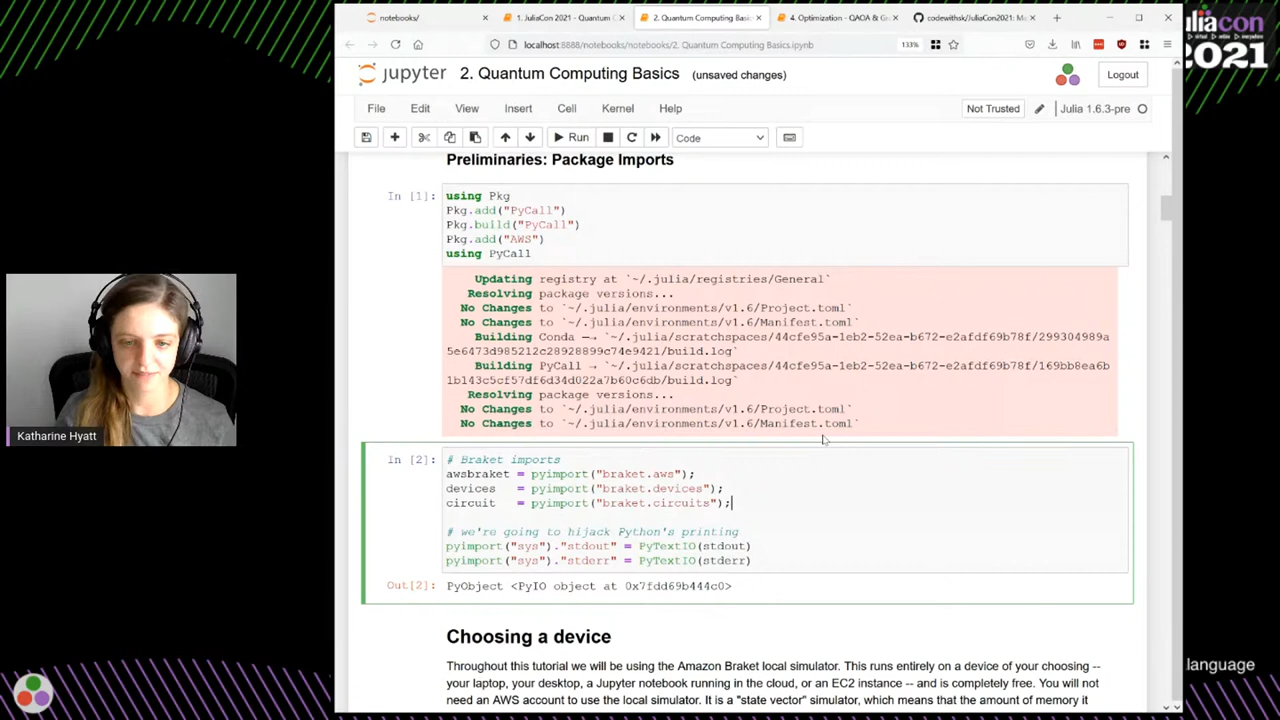 notebooks/
1. JuliaCon 2021 - Quantum C
2. Quantum Computing Basi
4. Optimization - QAOA & Gr
codewithsk/JuliaCon2021: Ma
localhost:8888/notebooks/notebooks/2. Quantum Computing Basics.ipynb
133%
juliacon
2021
jupyter
2. Quantum Computing Basics (unsaved changes)
Logout
File Edit View Insert Cell Kernel Help
Not Trusted
Julia 1.6.3-pre
Run
Code
Preliminaries: Package Imports
In [1]:
using Pkg
Pkg.add("PyCall")
Pkg.build("PyCall")
Pkg.add("AWS")
using PyCall
Updating registry at `~/.julia/registries/General`
Resolving package versions...
No Changes to `~/.julia/environments/v1.6/Project.toml`
No Changes to `~/.julia/environments/v1.6/Manifest.toml`
Building Conda ─→ `~/.julia/scratchspaces/44cfe95a-1eb2-52ea-b672-e2afdf69b78f/299304989a
5e6473d985212c28928899c74e9421/build.log`
Building PyCall → `~/.julia/scratchspaces/44cfe95a-1eb2-52ea-b672-e2afdf69b78f/169bb8ea6b
1b143c5cf57df6d34d022a7b60c6db/build.log`
Resolving package versions...
No Changes to `~/.julia/environments/v1.6/Project.toml`
No Changes to `~/.julia/environments/v1.6/Manifest.toml`
Katharine Hyatt
In [2]:
# Braket imports
awsbraket = pyimport("braket.aws");
devices = pyimport("braket.devices");
circuit = pyimport("braket.circuits");
# we're going to hijack Python's printing
pyimport("sys")."stdout" = PyTextIO(stdout)
pyimport("sys")."stderr" = PyTextIO(stderr)
Out[2]: PyObject <PyIO object at 0x7fdd69b444c0>
Choosing a device
Throughout this tutorial we will be using the Amazon Braket local simulator. This runs entirely on a device of your choosing --
your laptop, your desktop, a Jupyter notebook running in the cloud, or an EC2 instance -- and is completely free. You will not
need an AWS account to use the local simulator. It is a "state vector" simulator, which means that the amount of memory it
language